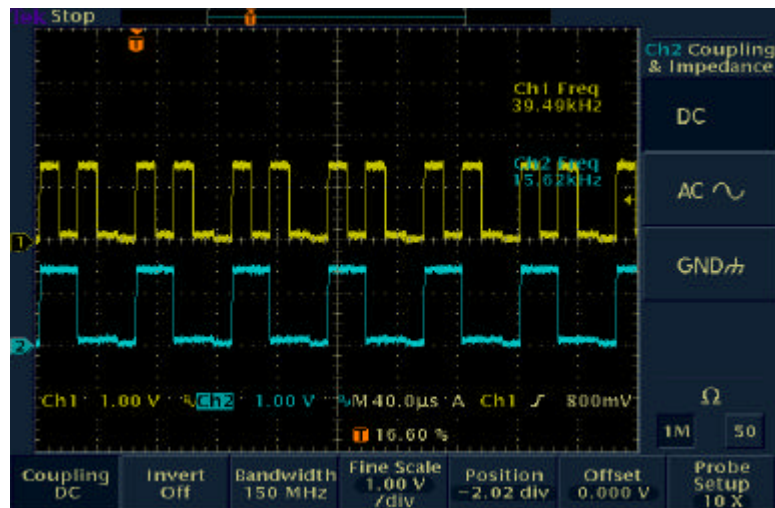 Tek Stop
Ch2 Coupling
& Impedance
Ch1 Freq
39.49kHz
DC
Ch2 Freq
15.62kHz
AC
1
GND
2
Ch1 1.00 V Ch2 1.00 V M 40.0µs A Ch1 800mV
Ω
16.60 %
1M 50
Coupling
DC
Invert
Off
Bandwidth
150 MHz
Fine Scale
1.00 V
/div
Position
-2.02 div
Offset
0.000 V
Probe
Setup
10 X